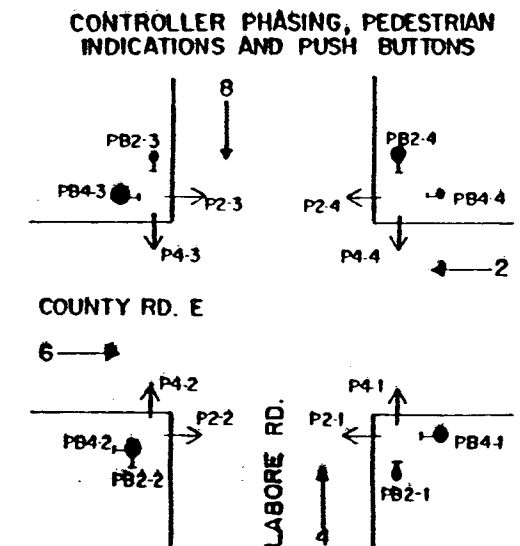 CONTROLLER PHASING, PEDESTRIAN
INDICATIONS AND PUSH BUTTONS
8
PB2-3
PB2-4
PB4-3
P2-3
P2-4
PB4-4
P4-3
P4-4
2
COUNTY RD. E
6
P4-2
P4-1
P2-2
P2-1
PB4-2
PB4-1
PB2-2
PB2-1
LABORE RD.
4